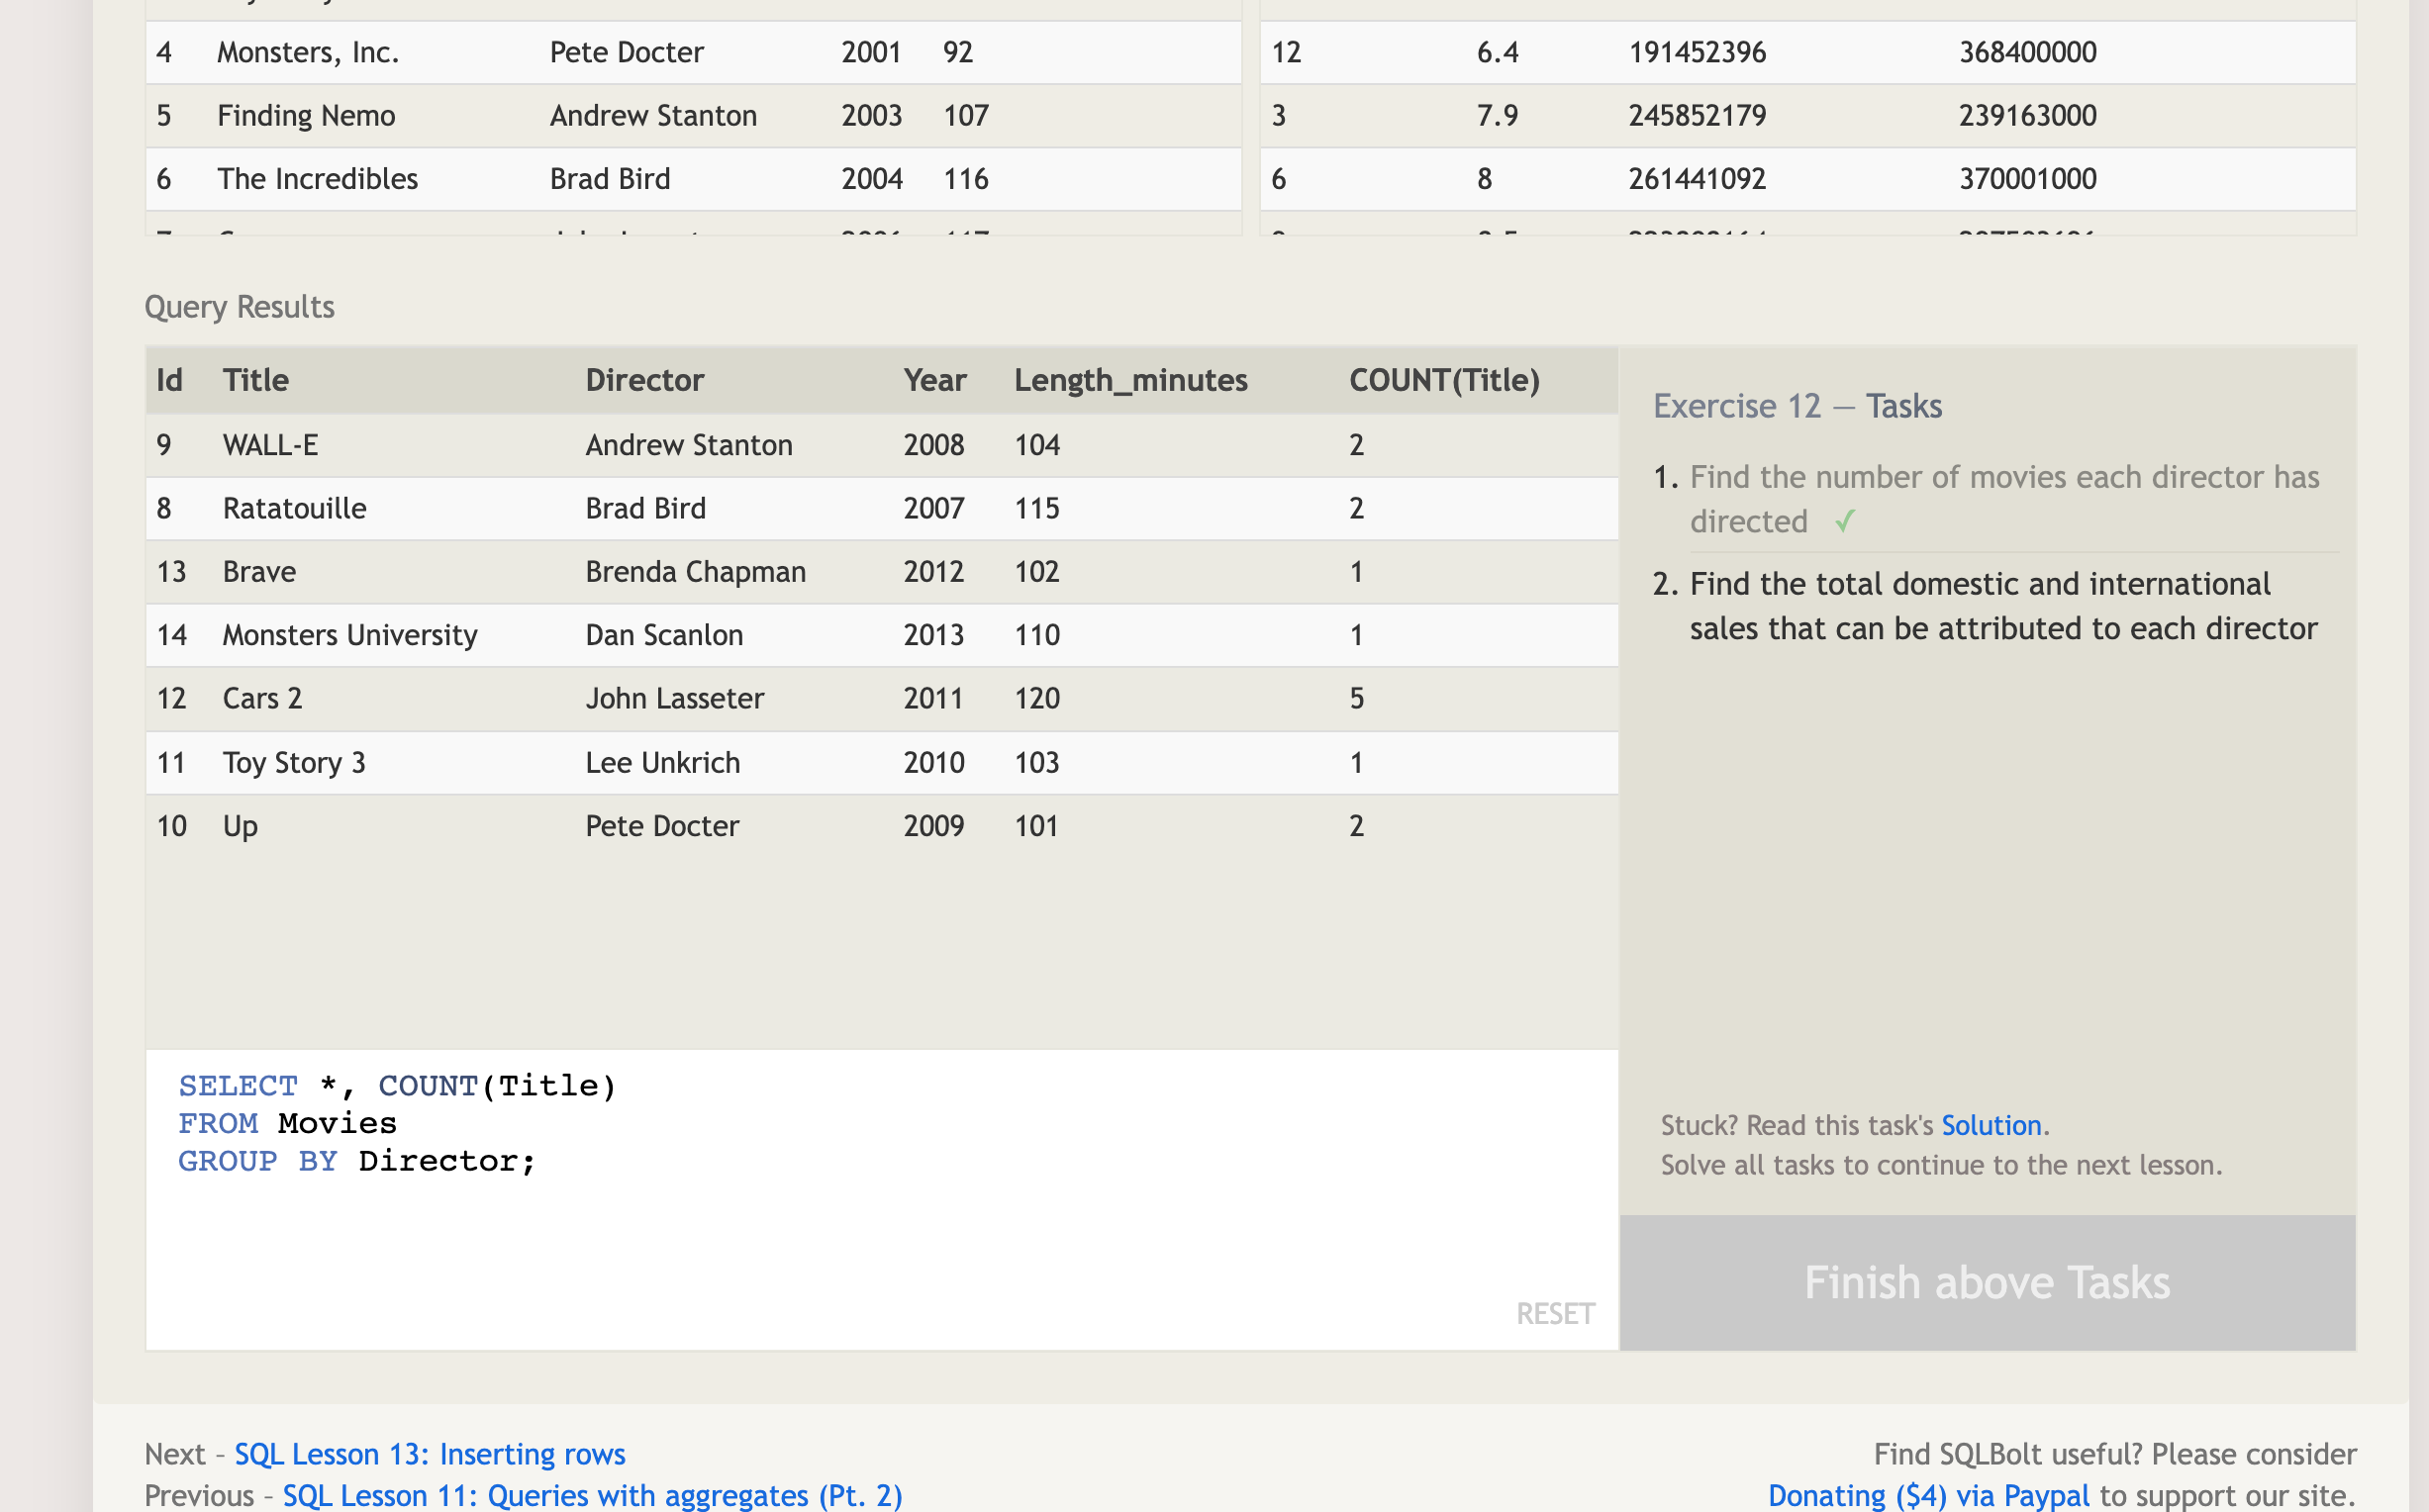 4 Monsters, Inc. Pete Docter 2001 92 12 6.4 191452396 368400000
5 Finding Nemo Andrew Stanton 2003 107 3 7.9 245852179 239163000
6 The Incredibles Brad Bird 2004 116 6 8 261441092 370001000
Query Results
Id Title Director Year Length_minutes COUNT(Title)
9 WALL-E Andrew Stanton 2008 104 2
8 Ratatouille Brad Bird 2007 115 2
13 Brave Brenda Chapman 2012 102 1
14 Monsters University Dan Scanlon 2013 110 1
12 Cars 2 John Lasseter 2011 120 5
11 Toy Story 3 Lee Unkrich 2010 103 1
10 Up Pete Docter 2009 101 2
Exercise 12 — Tasks
1. Find the number of movies each director has
directed ✓
2. Find the total domestic and international
sales that can be attributed to each director
SELECT *, COUNT(Title)
FROM Movies
GROUP BY Director;
RESET
Stuck? Read this task's Solution.
Solve all tasks to continue to the next lesson.
Finish above Tasks
Next – SQL Lesson 13: Inserting rows
Previous – SQL Lesson 11: Queries with aggregates (Pt. 2)
Find SQLBolt useful? Please consider
Donating ($4) via Paypal to support our site.